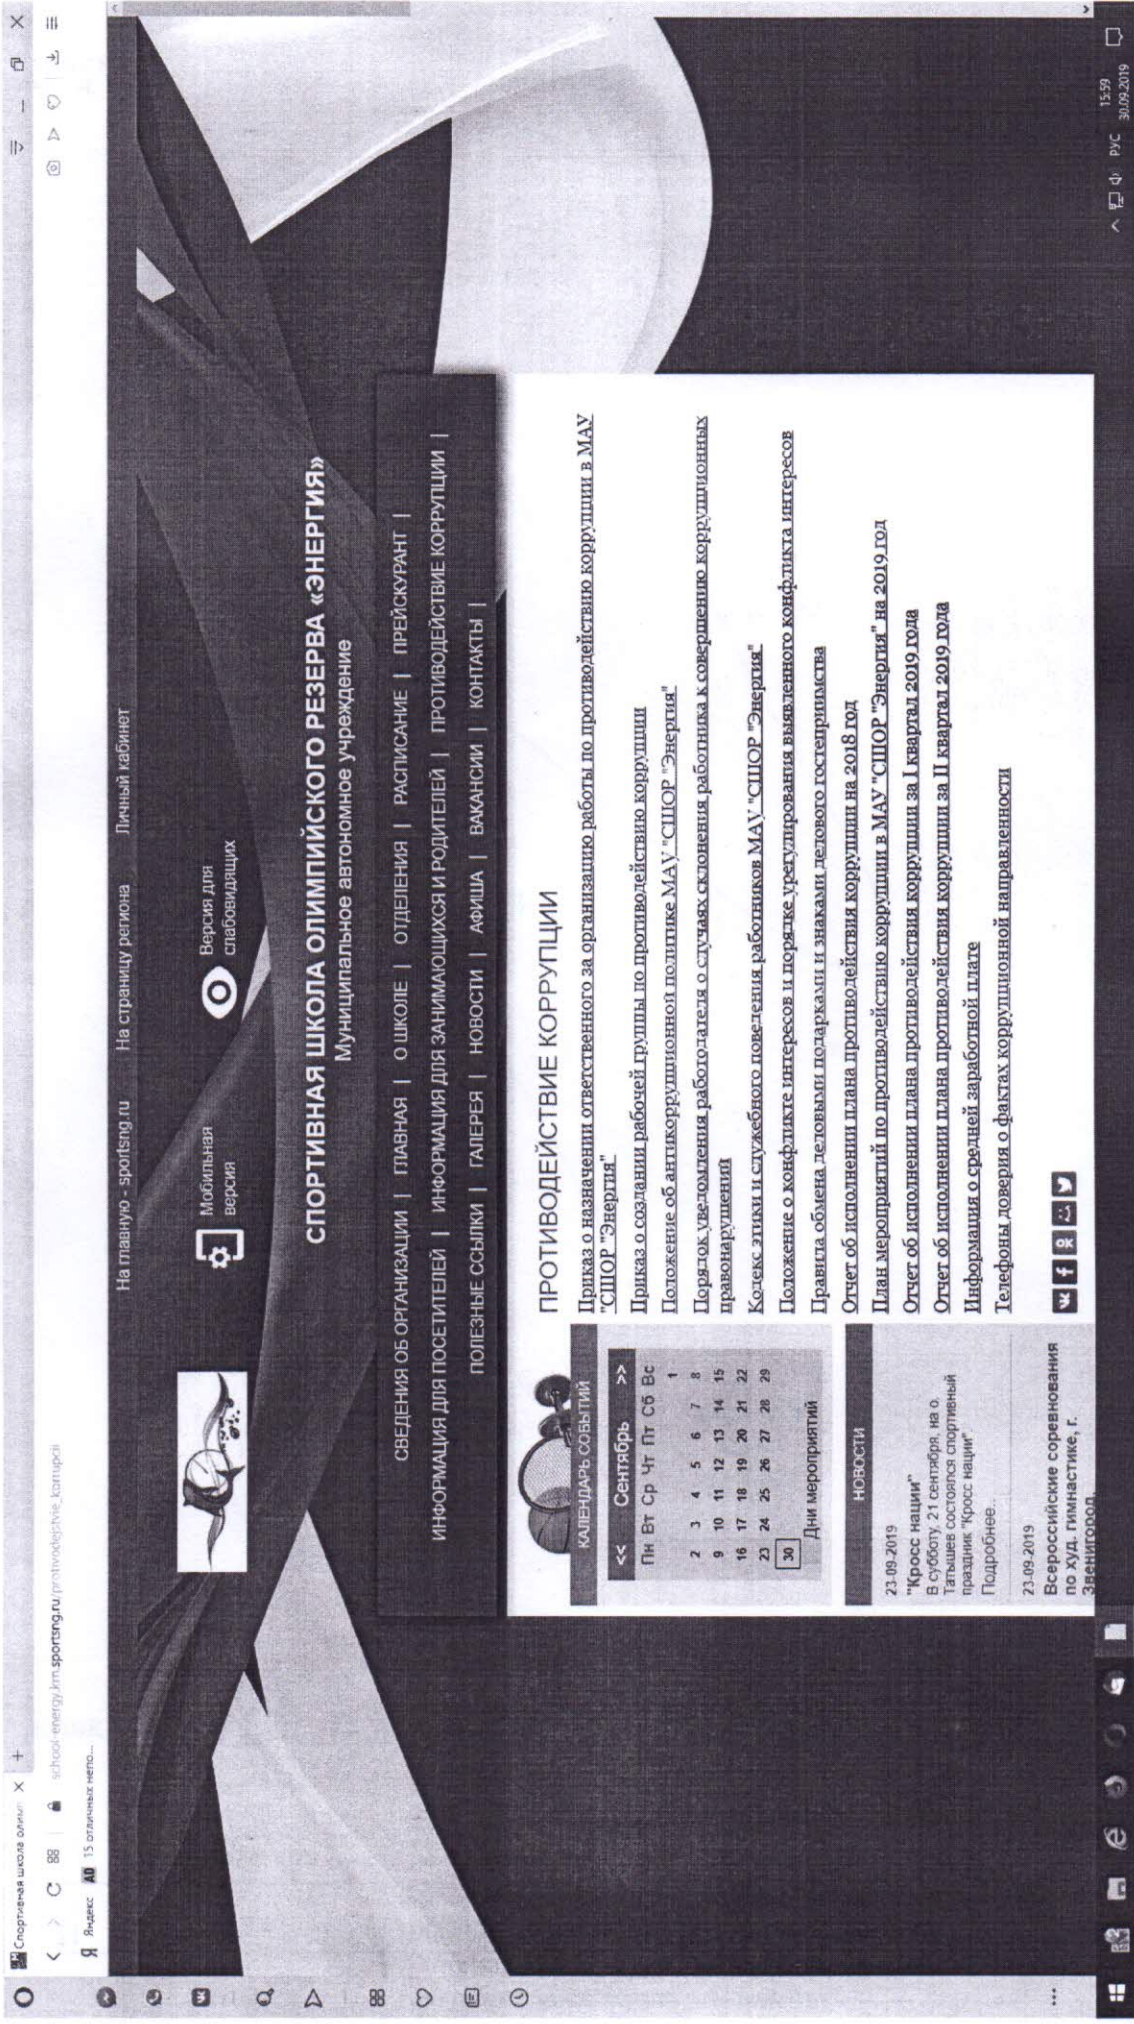 Спортивная школа олим
school-energy.krn.sportsng.ru/protivodejstvie_korrupcii
Яндекс
15 отличных непо...
На главную - sportsng.ru
На страницу региона
Личный кабинет
Мобильная
версия
Версия для
слабовидящих
СПОРТИВНАЯ ШКОЛА ОЛИМПИЙСКОГО РЕЗЕРВА «ЭНЕРГИЯ»
Муниципальное автономное учреждение
СВЕДЕНИЯ ОБ ОРГАНИЗАЦИИ | ГЛАВНАЯ | О ШКОЛЕ | ОТДЕЛЕНИЯ | РАСПИСАНИЕ | ПРЕЙСКУРАНТ |
ИНФОРМАЦИЯ ДЛЯ ПОСЕТИТЕЛЕЙ | ИНФОРМАЦИЯ ДЛЯ ЗАНИМАЮЩИХСЯ И РОДИТЕЛЕЙ | ПРОТИВОДЕЙСТВИЕ КОРРУПЦИИ |
ПОЛЕЗНЫЕ ССЫЛКИ | ГАЛЕРЕЯ | НОВОСТИ | АФИША | ВАКАНСИИ | КОНТАКТЫ |
КАЛЕНДАРЬ СОБЫТИЙ
<< Сентябрь >>
Пн Вт Ср Чт Пт Сб Вс
1
2 3 4 5 6 7 8
9 10 11 12 13 14 15
16 17 18 19 20 21 22
23 24 25 26 27 28 29
30
Дни мероприятий
НОВОСТИ
23-09-2019
"Кросс нации"
В субботу, 21 сентября, на о.
Татышев состоялся спортивный
праздник "Кросс нации".
Подробнее..
23-09-2019
Всероссийские соревнования
по худ. гимнастике, г.
Звенигород.
ПРОТИВОДЕЙСТВИЕ КОРРУПЦИИ
Приказ о назначении ответственного за организацию работы по противодействию коррупции в МАУ
"СШОР "Энергия"
Приказ о создании рабочей группы по противодействию коррупции
Положение об антикоррупционной политике МАУ "СШОР "Энергия"
Порядок уведомления работодателя о случаях склонения работника к совершению коррупционных
правонарушений
Кодекс этики и служебного поведения работников МАУ "СШОР "Энергия"
Положение о конфликте интересов и порядке урегулирования выявленного конфликта интересов
Правила обмена деловыми подарками и знаками делового гостеприимства
Отчет об исполнении плана противодействия коррупции на 2018 год
План мероприятий по противодействию коррупции в МАУ "СШОР "Энергия" на 2019 год
Отчет об исполнении плана противодействия коррупции за I квартал 2019 года
Отчет об исполнении плана противодействия коррупции за II квартал 2019 года
Информация о средней заработной плате
Телефоны доверия о фактах коррупционной направленности
РУС
15:59
30.09.2019